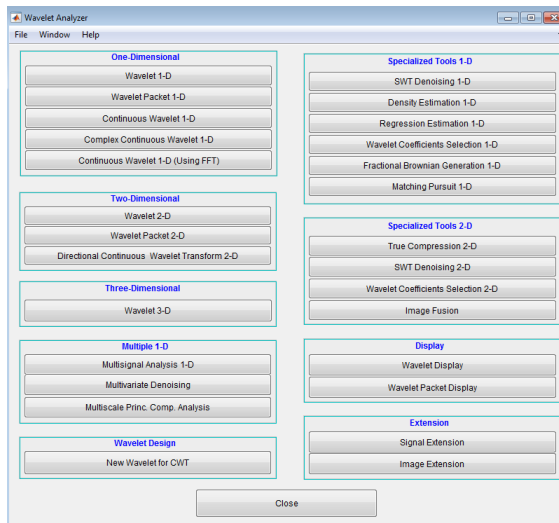 Wavelet Analyzer
File Window Help
One-Dimensional
Wavelet 1-D
Wavelet Packet 1-D
Continuous Wavelet 1-D
Complex Continuous Wavelet 1-D
Continuous Wavelet 1-D (Using FFT)
Two-Dimensional
Wavelet 2-D
Wavelet Packet 2-D
Directional Continuous Wavelet Transform 2-D
Three-Dimensional
Wavelet 3-D
Multiple 1-D
Multisignal Analysis 1-D
Multivariate Denoising
Multiscale Princ. Comp. Analysis
Wavelet Design
New Wavelet for CWT
Specialized Tools 1-D
SWT Denoising 1-D
Density Estimation 1-D
Regression Estimation 1-D
Wavelet Coefficients Selection 1-D
Fractional Brownian Generation 1-D
Matching Pursuit 1-D
Specialized Tools 2-D
True Compression 2-D
SWT Denoising 2-D
Wavelet Coefficients Selection 2-D
Image Fusion
Display
Wavelet Display
Wavelet Packet Display
Extension
Signal Extension
Image Extension
Close